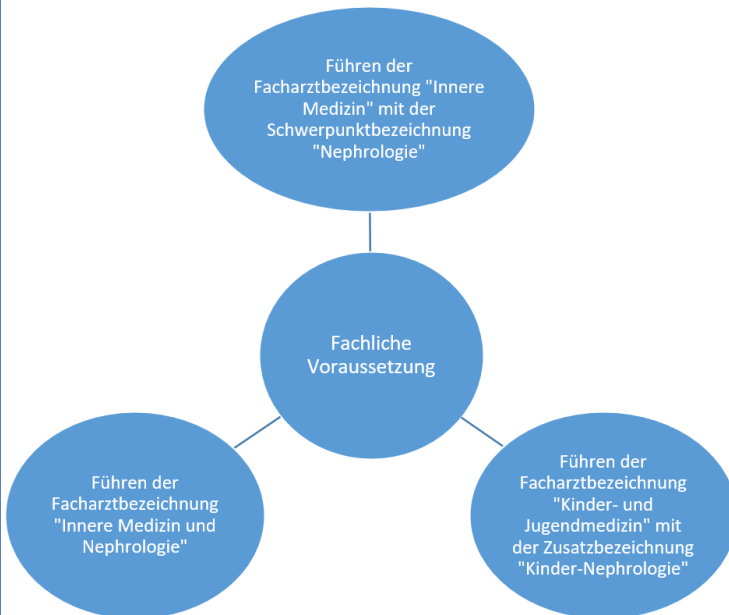 Führen der
Facharztbezeichnung "Innere
Medizin" mit der
Schwerpunktbezeichnung
"Nephrologie"
Fachliche
Voraussetzung
Führen der
Facharztbezeichnung
"Innere Medizin und
Nephrologie"
Führen der
Facharztbezeichnung
"Kinder- und
Jugendmedizin" mit
der Zusatzbezeichnung
"Kinder-Nephrologie"